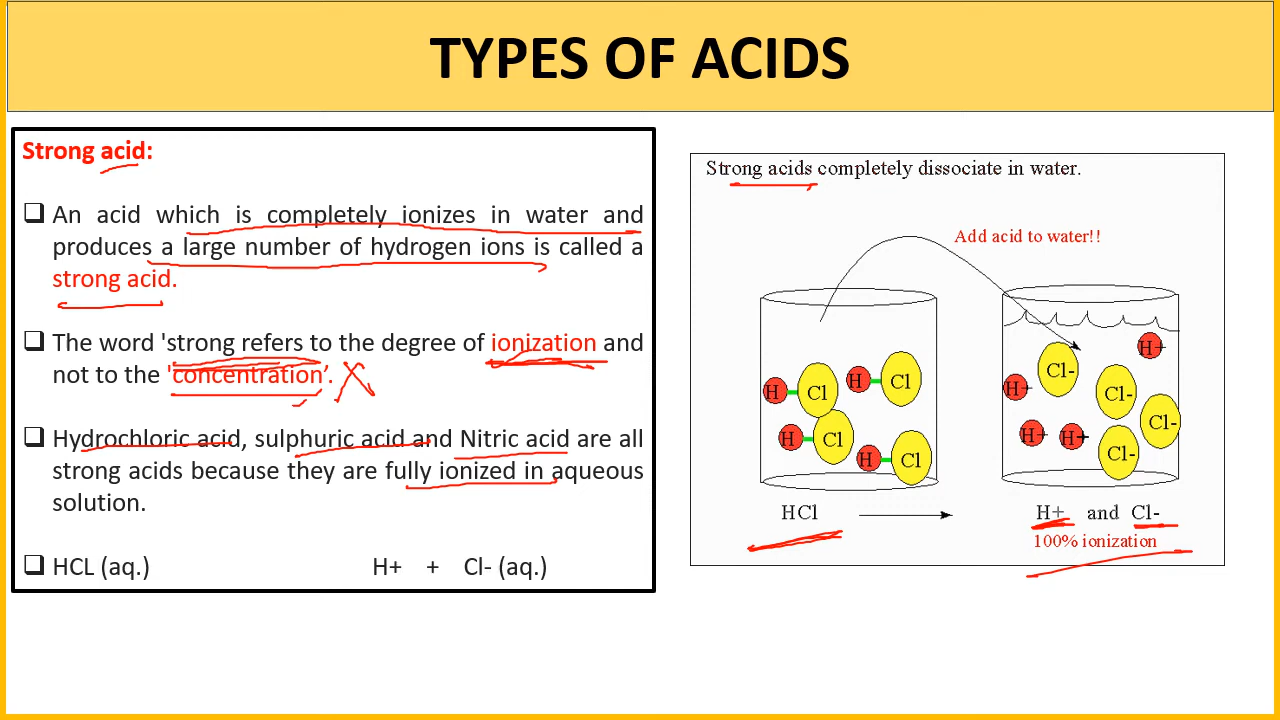 TYPES OF ACIDS
Strong acid:
❑ An acid which is completely ionizes in water and
produces a large number of hydrogen ions is called a
strong acid.
❑ The word 'strong refers to the degree of ionization and
not to the 'concentration'.
❑ Hydrochloric acid, sulphuric acid and Nitric acid are all
strong acids because they are fully ionized in aqueous
solution.
❑ HCL (aq.) H+ + Cl- (aq.)
Strong acids completely dissociate in water.
Add acid to water!!
H Cl H Cl
H Cl H Cl
H+ Cl- H+
Cl- Cl-
H+ H+ Cl-
HCl H+ and Cl-
100% ionization